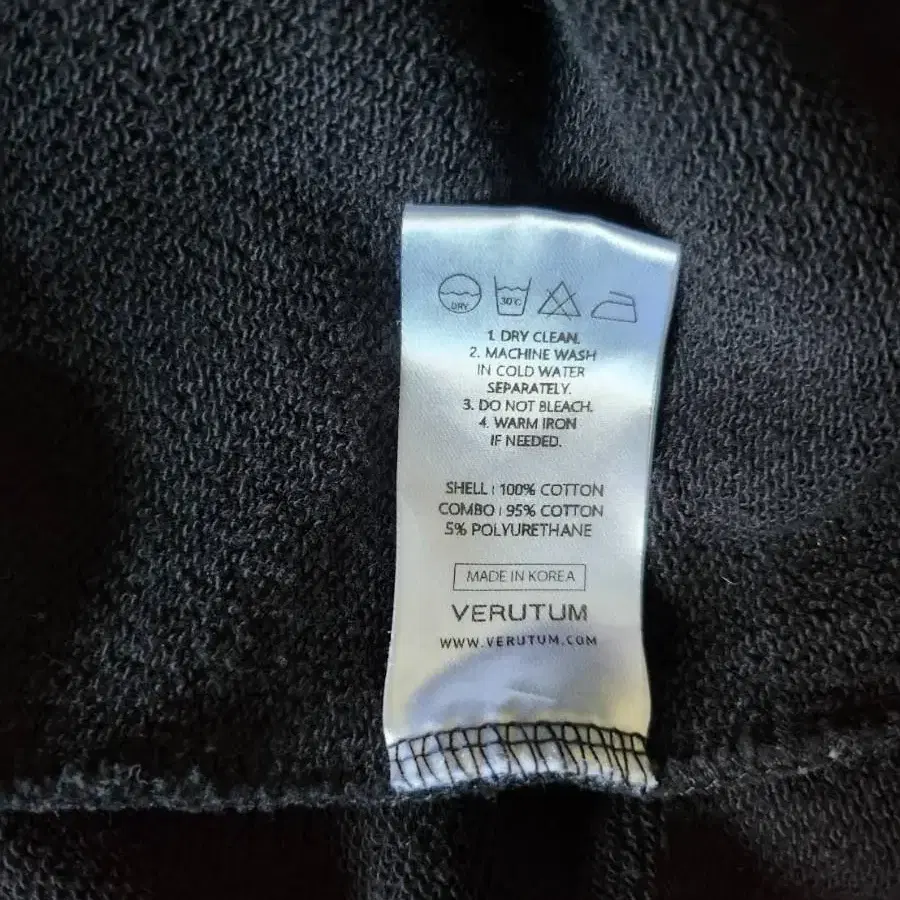 DRY 30℃
1. DRY CLEAN.
2. MACHINE WASH
IN COLD WATER
SEPARATELY.
3. DO NOT BLEACH.
4. WARM IRON
IF NEEDED.
SHELL : 100% COTTON
COMBO : 95% COTTON
5% POLYURETHANE
MADE IN KOREA
VERUTUM
WWW.VERUTUM.COM